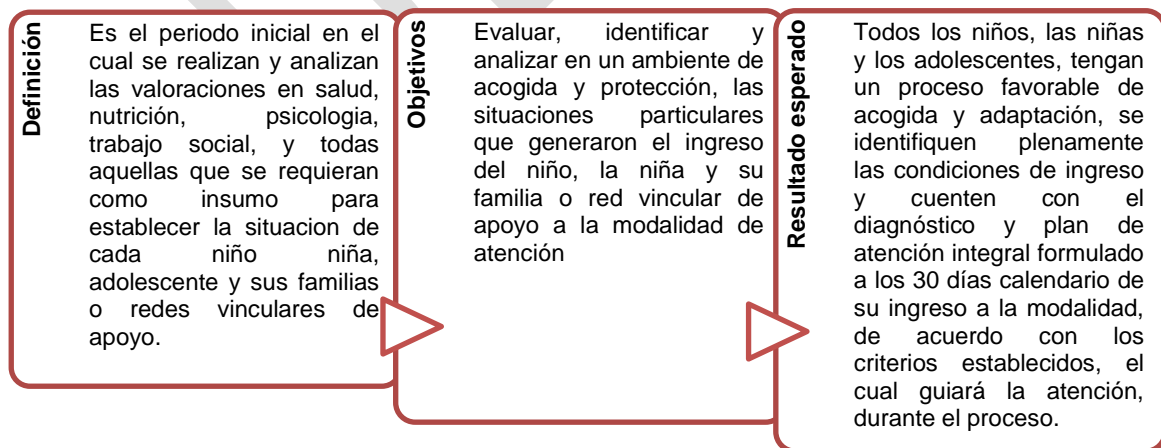 Definición
Es el periodo inicial en el
cual se realizan y analizan
las valoraciones en salud,
nutrición, psicologia,
trabajo social, y todas
aquellas que se requieran
como insumo para
establecer la situacion de
cada niño niña,
adolescente y sus familias
o redes vinculares de
apoyo.
Objetivos
Evaluar, identificar y
analizar en un ambiente de
acogida y protección, las
situaciones particulares
que generaron el ingreso
del niño, la niña y su
familia o red vincular de
apoyo a la modalidad de
atención
Resultado esperado
Todos los niños, las niñas
y los adolescentes, tengan
un proceso favorable de
acogida y adaptación, se
identifiquen plenamente
las condiciones de ingreso
y cuenten con el
diagnóstico y plan de
atención integral formulado
a los 30 días calendario de
su ingreso a la modalidad,
de acuerdo con los
criterios establecidos, el
cual guiará la atención,
durante el proceso.